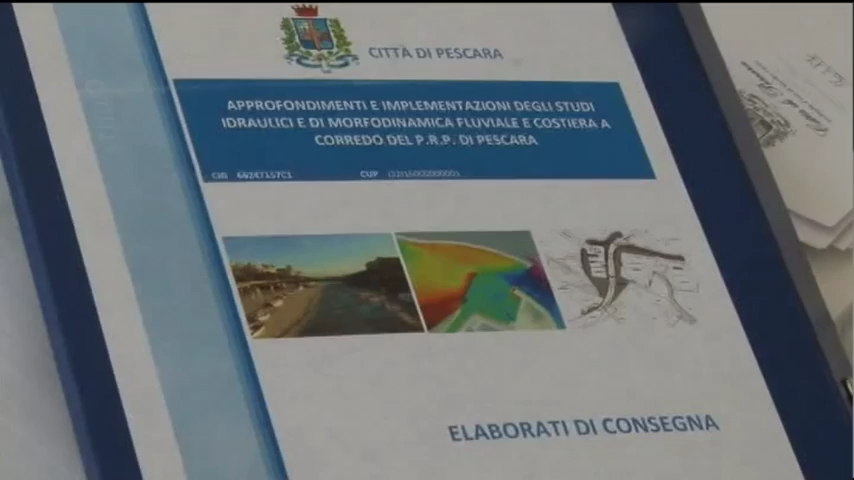 CITTÀ DI PESCARA
APPROFONDIMENTI E IMPLEMENTAZIONI DEGLI STUDI
IDRAULICI E DI MORFODINAMICA FLUVIALE E COSTIERA A
CORREDO DEL P.R.P. DI PESCARA
CIG 69247157C1 CUP
ELABORATI DI CONSEGNA